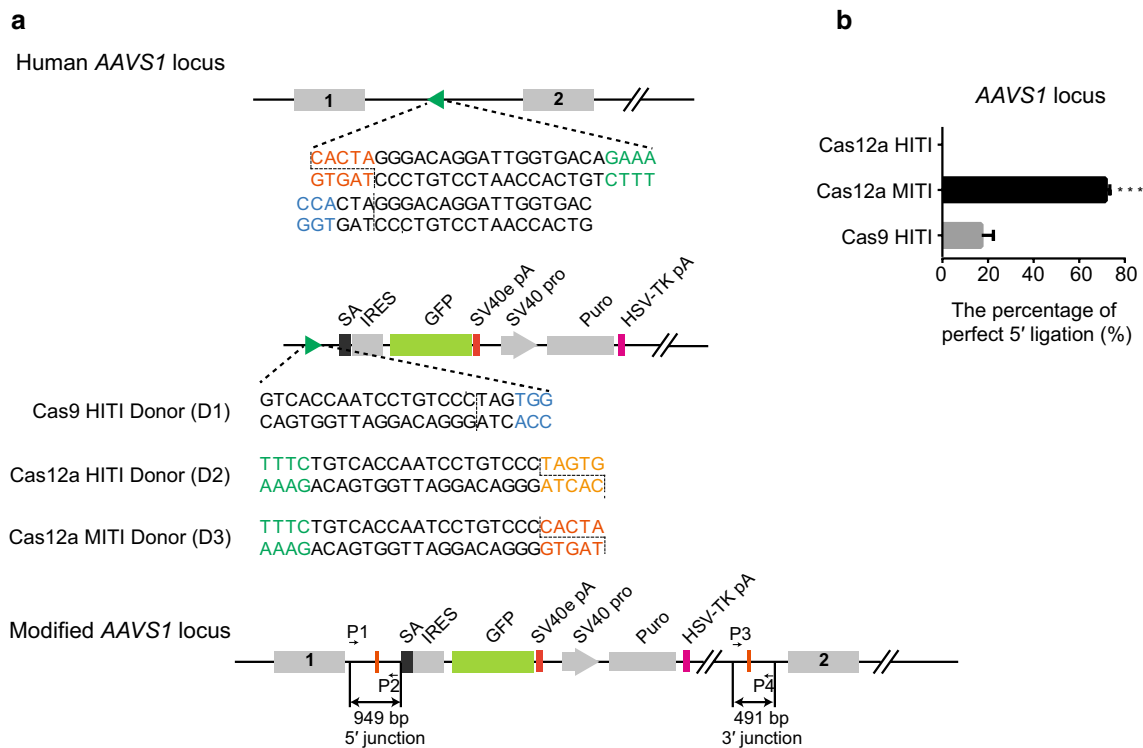 a
Human AAVS1 locus
1
2
CACTAGGGACAGGATTGGTGACAGAAA
GTGATCCCTGTCCTAACCACTGTCTTT
CCACTAGGGACAGGATTGGTGAC
GGTGATCCCTGTCCTAACCACTG
SA
IRES
GFP
SV40e pA
SV40 pro
Puro
HSV-TK pA
Cas9 HITI Donor (D1)
GTCACCAATCCTGTCCCTAGTGG
CAGTGGTTAGGACAGGGATCACC
Cas12a HITI Donor (D2)
TTTCTGTCACCAATCCTGTCCCTAGTG
AAAGACAGTGGTTAGGACAGGGATCAC
Cas12a MITI Donor (D3)
TTTCTGTCACCAATCCTGTCCCCACTA
AAAGACAGTGGTTAGGACAGGGGTGAT
Modified AAVS1 locus
1
P1
P2
SA
IRES
GFP
SV40e pA
SV40 pro
Puro
HSV-TK pA
P3
P4
2
949 bp
5′ junction
491 bp
3′ junction
b
AAVS1 locus
Cas12a HITI
Cas12a MITI
***
Cas9 HITI
0 20 40 60 80
The percentage of
perfect 5′ ligation (%)